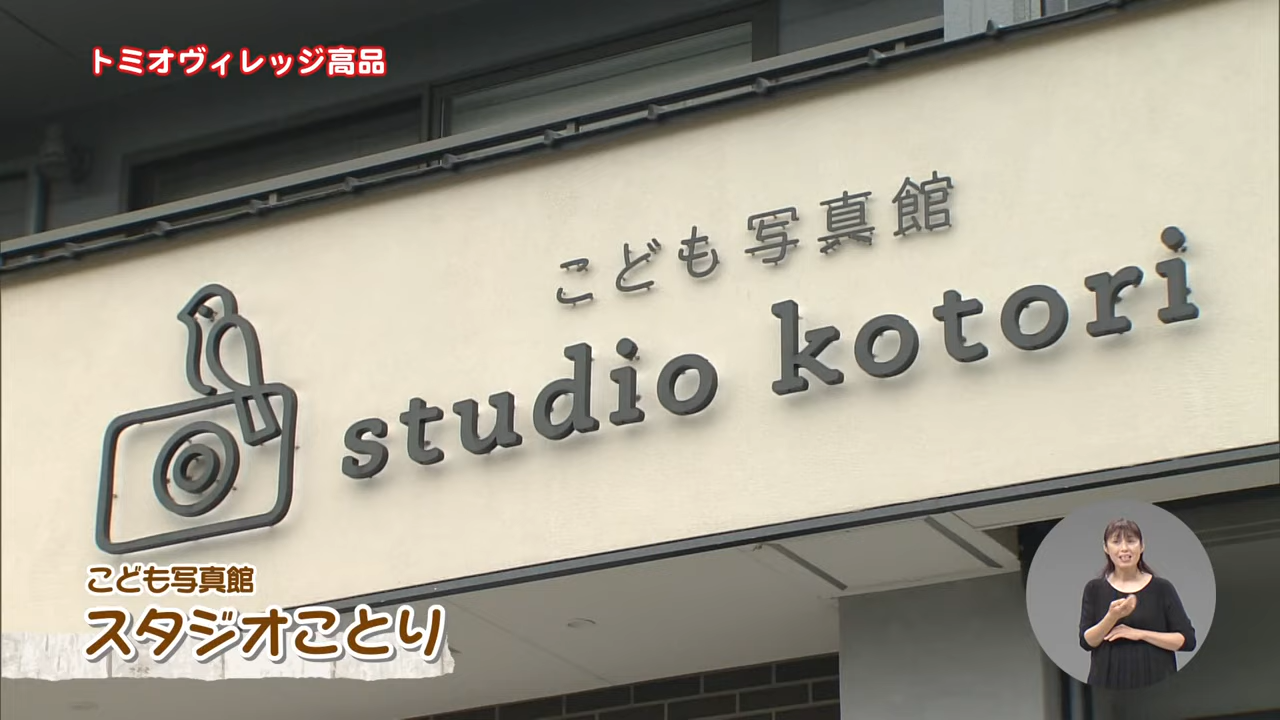 トミオヴィレッジ高品
こども写真館
studio kotori
こども写真館
スタジオことり